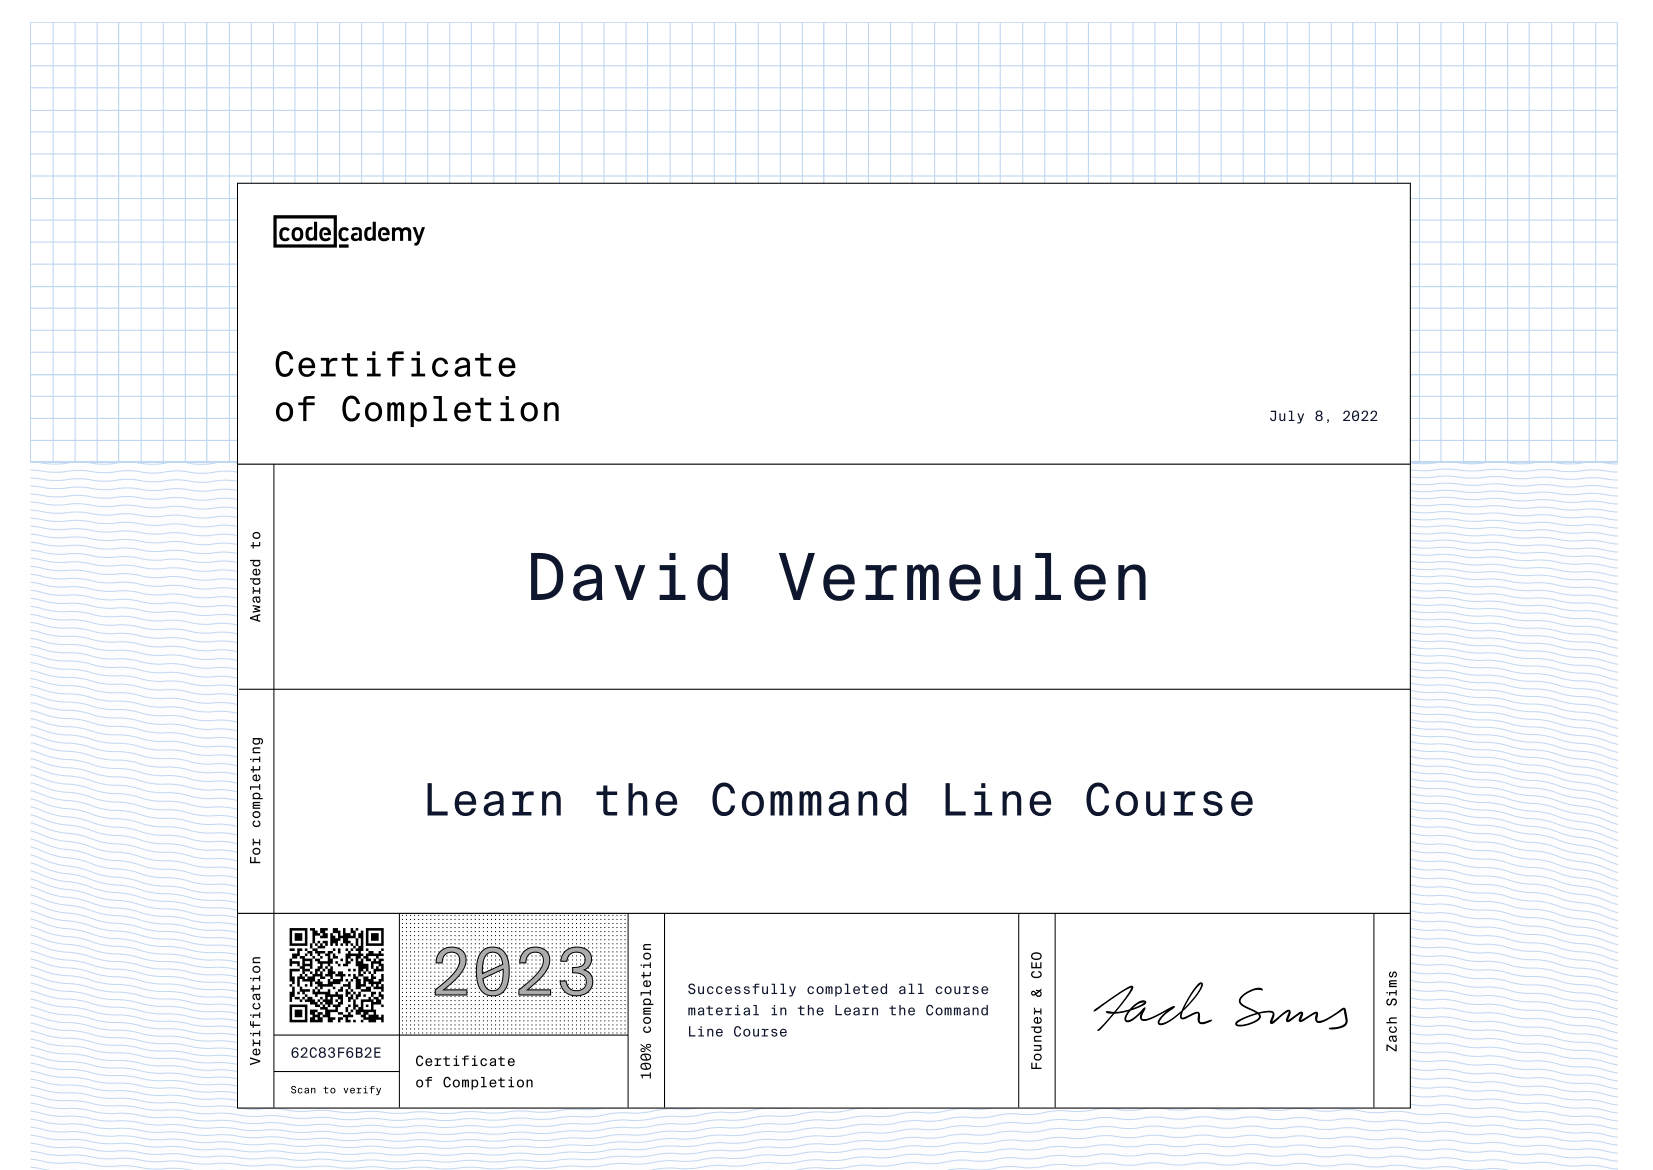 codecademy
Certificate
of Completion
July 8, 2022
Awarded to
David Vermeulen
For completing
Learn the Command Line Course
Verification
62C83F6B2E
Scan to verify
2023
Certificate
of Completion
100% completion
Successfully completed all course
material in the Learn the Command
Line Course
Founder & CEO
Zach Sims
Zach Sims